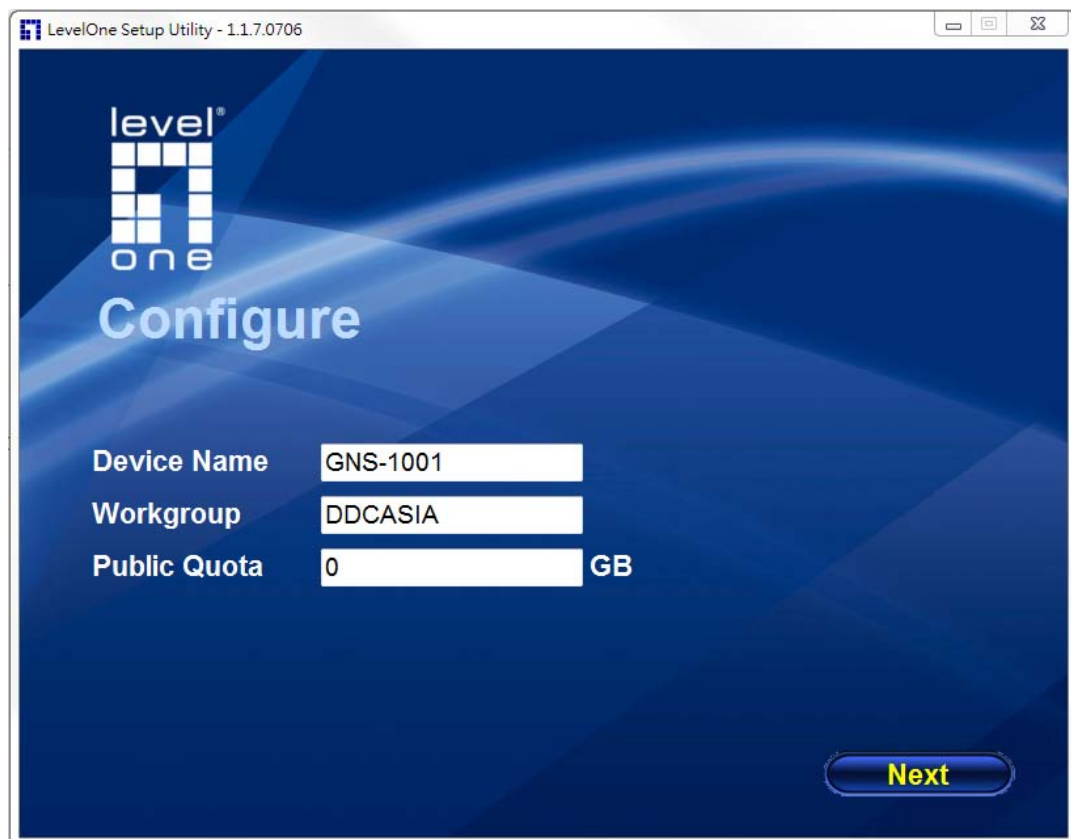 LevelOne Setup Utility - 1.1.7.0706
level®
one
Configure
Device Name GNS-1001
Workgroup DDCASIA
Public Quota 0 GB
Next